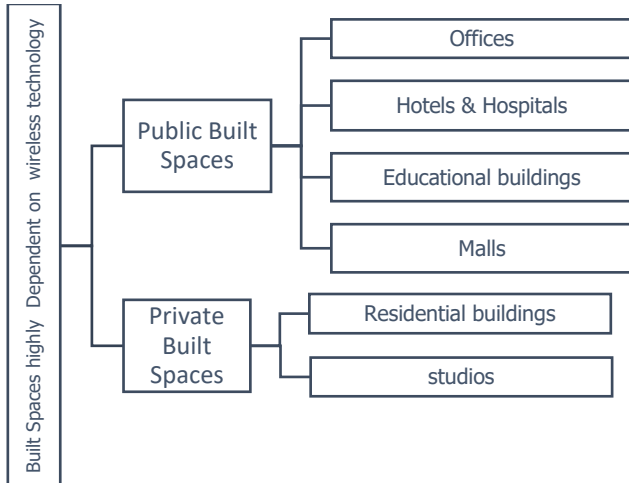 Built Spaces highly Dependent on wireless technology
Public Built
Spaces
Offices
Hotels & Hospitals
Educational buildings
Malls
Private
Built
Spaces
Residential buildings
studios